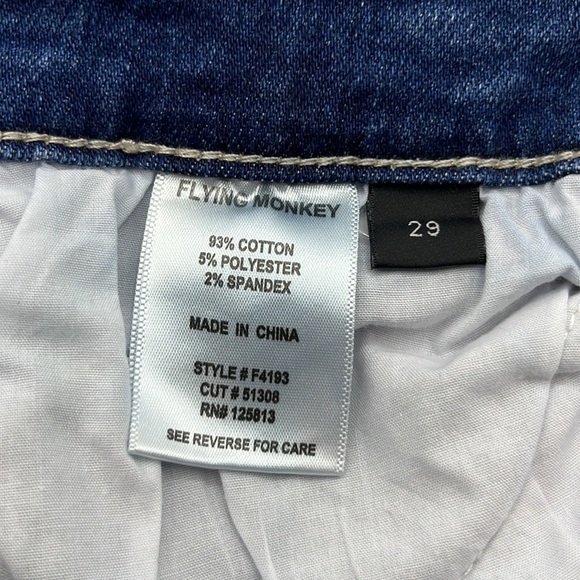 FLYING MONKEY
93% COTTON
5% POLYESTER
2% SPANDEX
MADE IN CHINA
STYLE # F4193
CUT # 51308
RN# 125813
SEE REVERSE FOR CARE
29